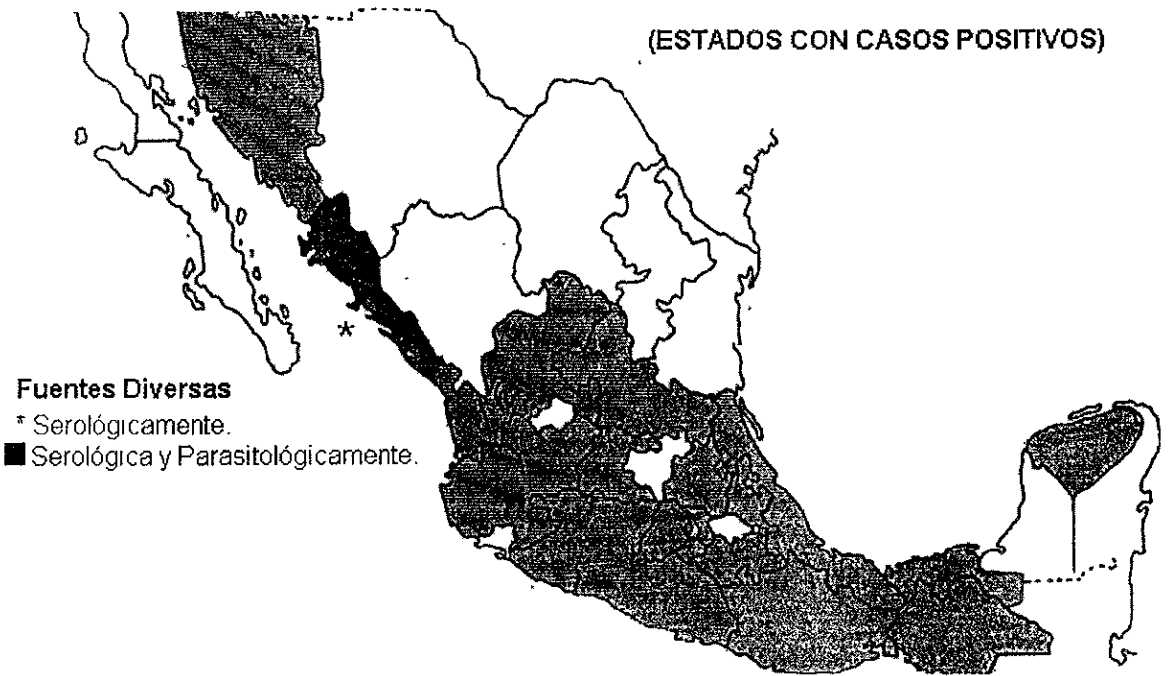 (ESTADOS CON CASOS POSITIVOS)
*
Fuentes Diversas
* Serológicamente.
Serológica y Parasitológicamente.